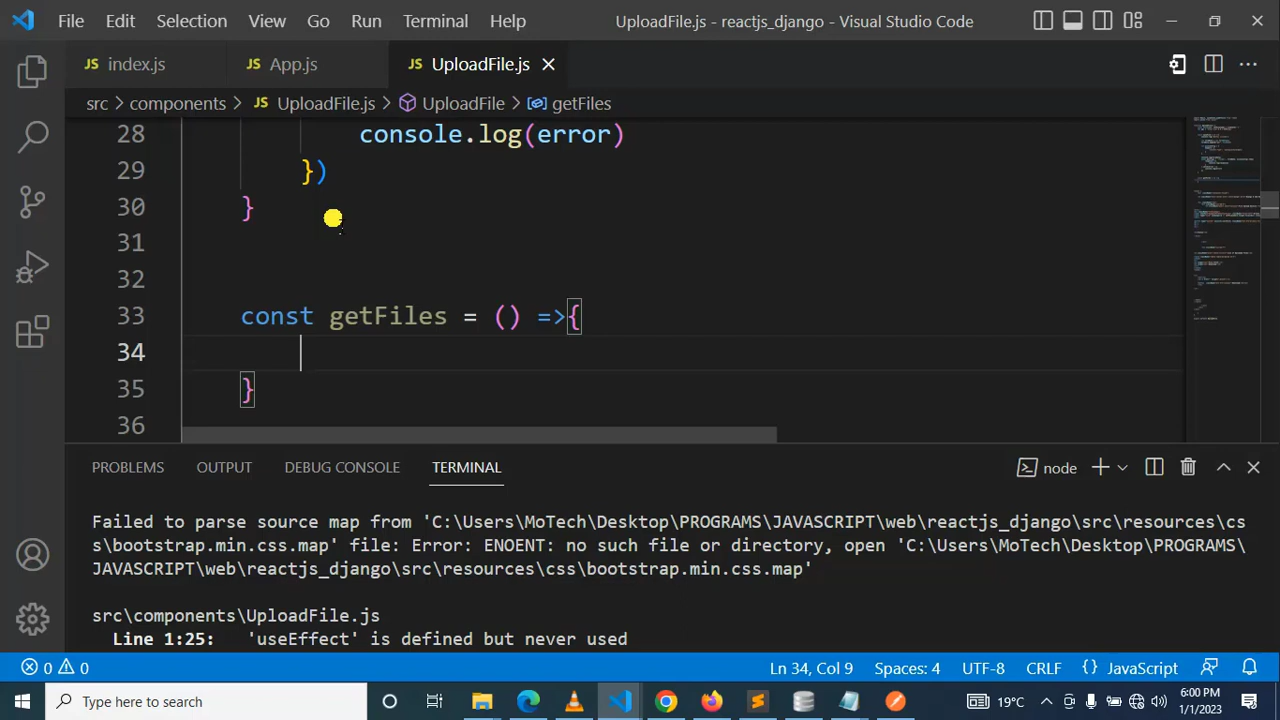 File Edit Selection View Go Run Terminal Help UploadFile.js - reactjs_django - Visual Studio Code
JS index.js JS App.js JS UploadFile.js
src > components > JS UploadFile.js > UploadFile > getFiles
28 console.log(error)
29 })
30 }
31
32
33 const getFiles = () =>{
34
35 }
36
PROBLEMS OUTPUT DEBUG CONSOLE TERMINAL node
Failed to parse source map from 'C:\Users\MoTech\Desktop\PROGRAMS\JAVASCRIPT\web\reactjs_django\src\resources\cs
s\bootstrap.min.css.map' file: Error: ENOENT: no such file or directory, open 'C:\Users\MoTech\Desktop\PROGRAMS\
JAVASCRIPT\web\reactjs_django\src\resources\css\bootstrap.min.css.map'
src\components\UploadFile.js
Line 1:25: 'useEffect' is defined but never used
0 0 Ln 34, Col 9 Spaces: 4 UTF-8 CRLF {} JavaScript
Type here to search 19°C 6:00 PM
1/1/2023